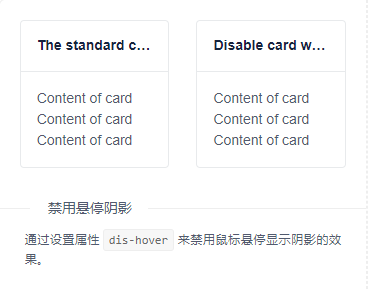 The standard c...
Disable card w...
Content of card
Content of card
Content of card
Content of card
Content of card
Content of card
禁用悬停阴影
通过设置属性 dis-hover 来禁用鼠标悬停显示阴影的效
果。